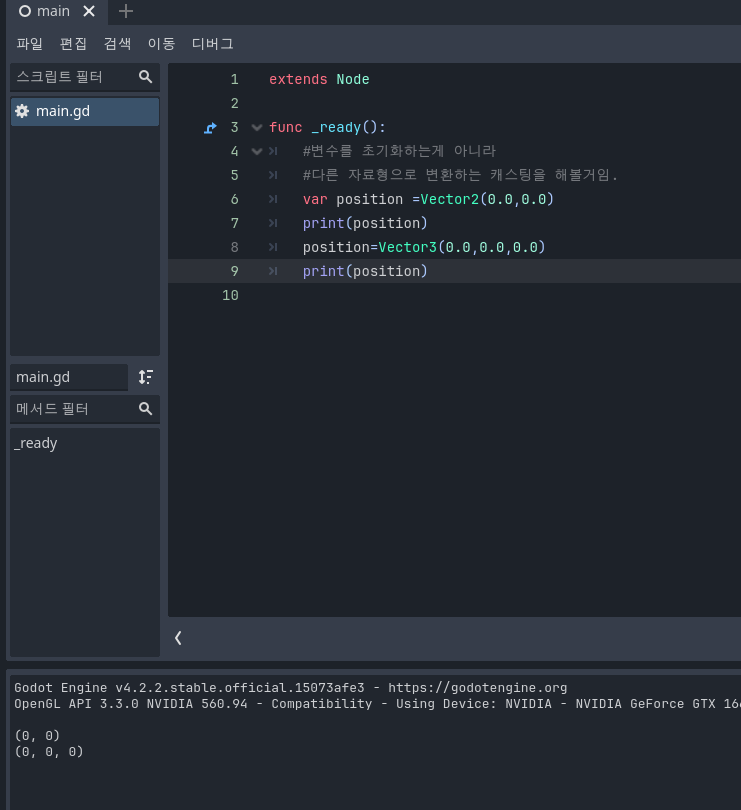 main
파일 편집 검색 이동 디버그
스크립트 필터
main.gd
1 extends Node
2
3 func _ready():
4 #변수를 초기화하는게 아니라
5 #다른 자료형으로 변환하는 캐스팅을 해볼거임.
6 var position =Vector2(0.0,0.0)
7 print(position)
8 position=Vector3(0.0,0.0,0.0)
9 print(position)
10
main.gd
메서드 필터
_ready
Godot Engine v4.2.2.stable.official.15073afe3 - https://godotengine.org
OpenGL API 3.3.0 NVIDIA 560.94 - Compatibility - Using Device: NVIDIA - NVIDIA GeForce GTX
(0, 0)
(0, 0, 0)